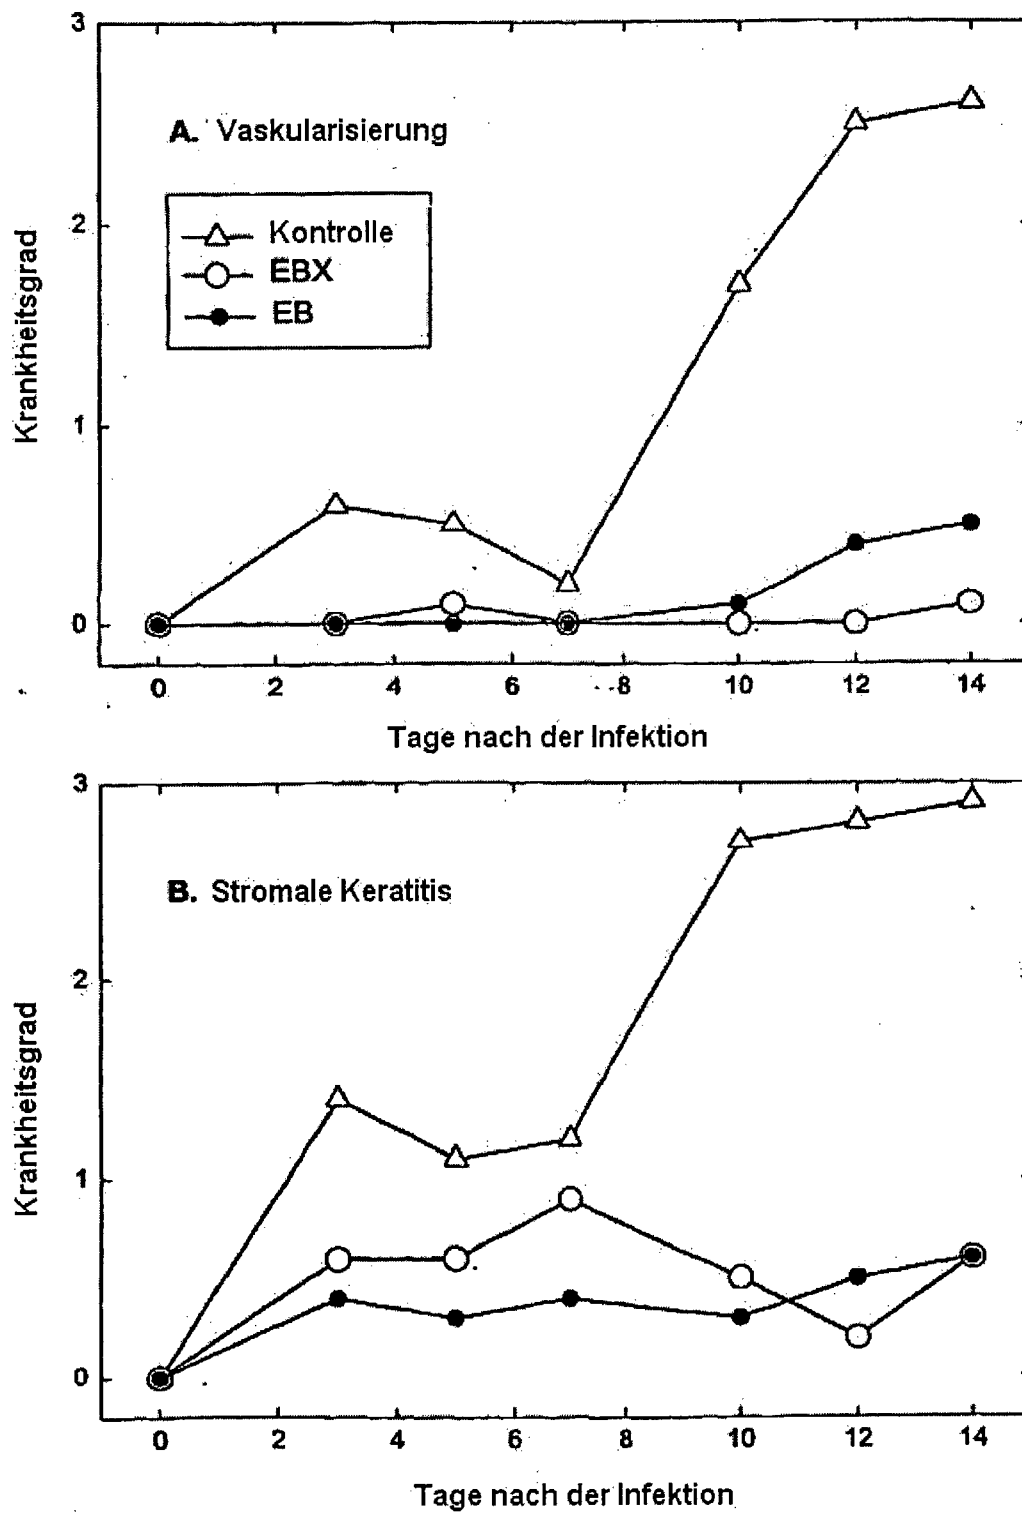 3
A. Vaskularisierung
Kontrolle
EBX
EB
2
1
0
Krankheitsgrad
0 2 4 6 8 10 12 14
Tage nach der Infektion
3
B. Stromale Keratitis
2
1
0
Krankheitsgrad
0 2 4 6 8 10 12 14
Tage nach der Infektion